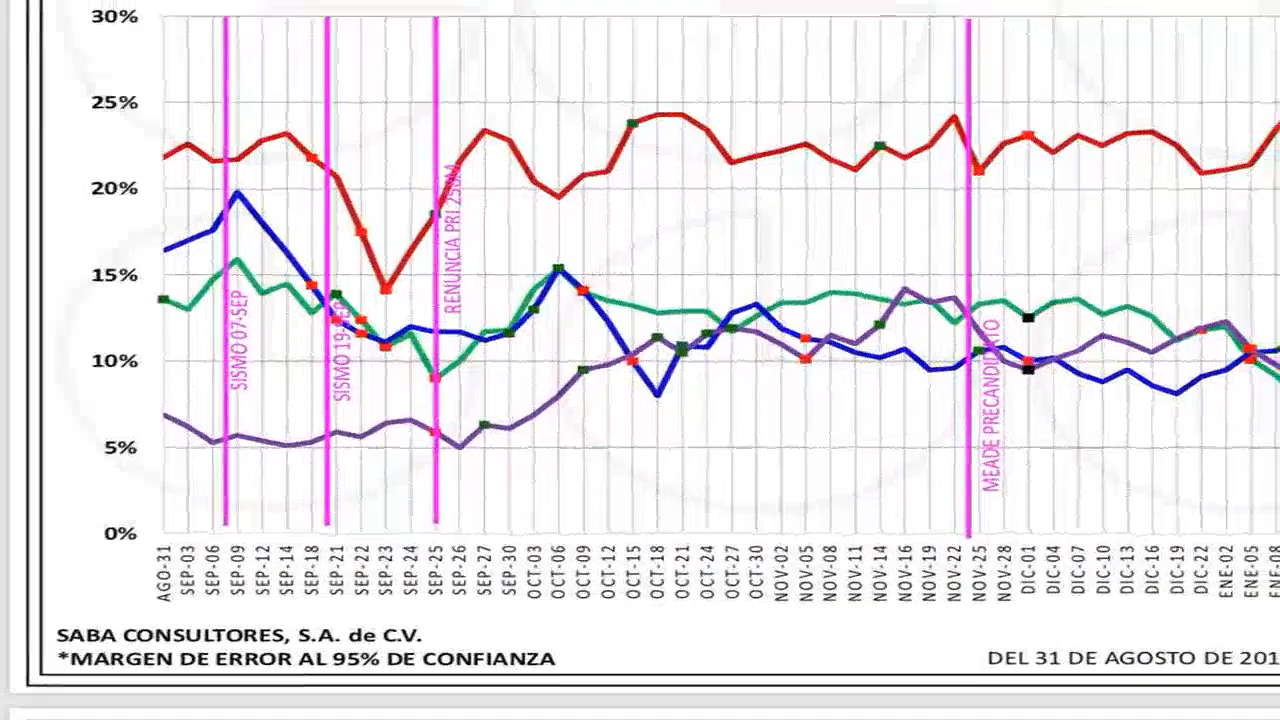 30%
25%
20%
15%
10%
5%
0%
SISMO 07-SEP
SISMO 19-SEP
RENUNCIA PRI 250M
MEADE PRECANDIDATO
AGO-31
SEP-03
SEP-06
SEP-09
SEP-12
SEP-14
SEP-18
SEP-21
SEP-22
SEP-23
SEP-24
SEP-25
SEP-26
SEP-27
SEP-30
OCT-03
OCT-06
OCT-09
OCT-12
OCT-15
OCT-18
OCT-21
OCT-24
OCT-27
OCT-30
NOV-02
NOV-05
NOV-08
NOV-11
NOV-14
NOV-16
NOV-19
NOV-22
NOV-25
NOV-28
DIC-01
DIC-04
DIC-07
DIC-10
DIC-13
DIC-16
DIC-19
DIC-22
ENE-02
ENE-05
ENE-08
SABA CONSULTORES, S.A. de C.V.
*MARGEN DE ERROR AL 95% DE CONFIANZA
DEL 31 DE AGOSTO DE 201